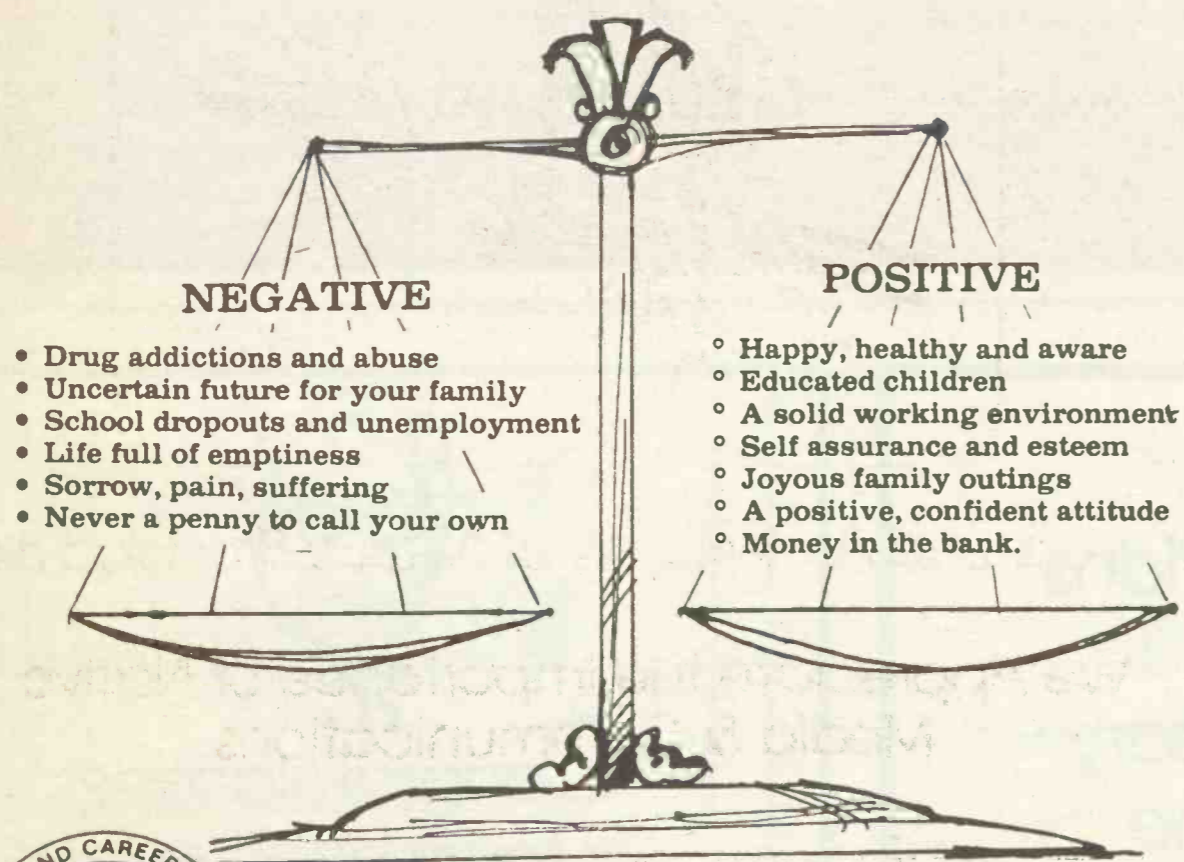 NEGATIVE
• Drug addictions and abuse
• Uncertain future for your family
• School dropouts and unemployment
• Life full of emptiness
• Sorrow, pain, suffering
• Never a penny to call your own
POSITIVE
° Happy, healthy and aware
° Educated children
° A solid working environment
° Self assurance and esteem
° Joyous family outings
° A positive, confident attitude
° Money in the bank.
ND CAREER